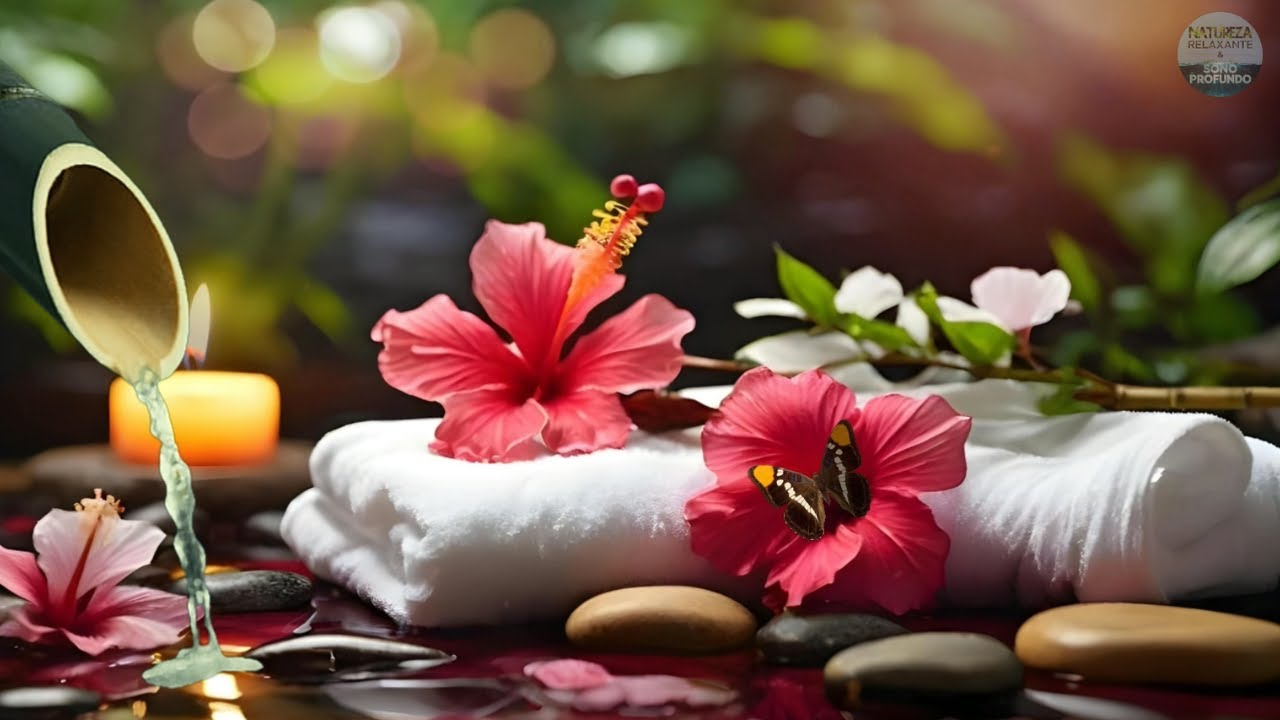 NATUREZA
RELAXANTE
&
SONO
PROFUNDO